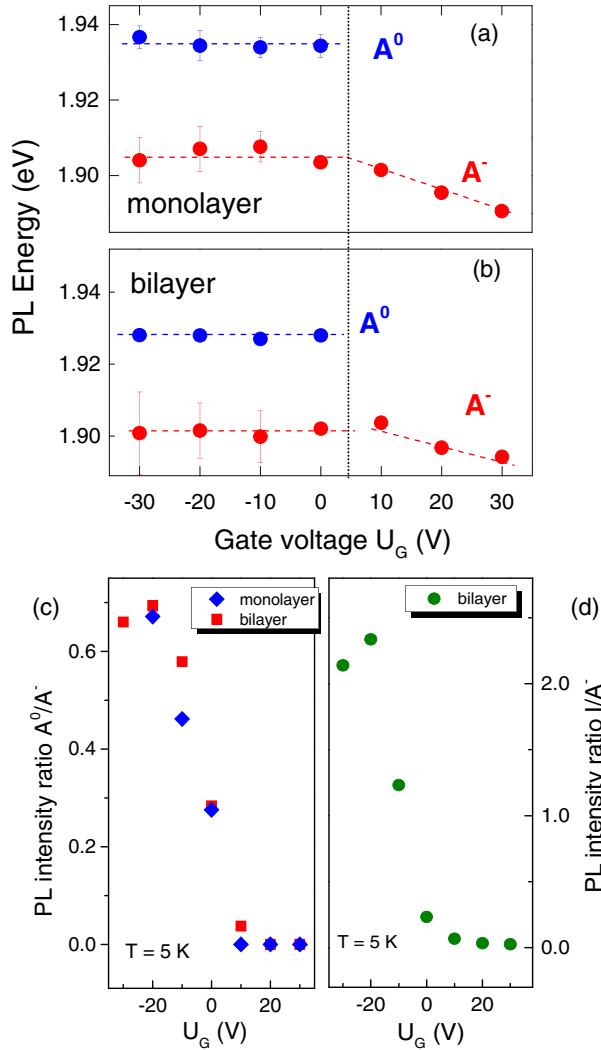 PL Energy (eV)
1.94
1.92
1.90
(a)
A⁰
A⁻
monolayer
1.94
1.92
1.90
(b)
bilayer
A⁰
A⁻
-30 -20 -10 0 10 20 30
Gate voltage U_G (V)
(c)
monolayer
bilayer
PL intensity ratio A⁰/A⁻
0.6
0.4
0.2
0.0
T = 5 K
-20 0 20
U_G (V)
bilayer
(d)
PL intensity ratio I/A⁻
2.0
1.0
0.0
T = 5 K
-20 0 20
U_G (V)